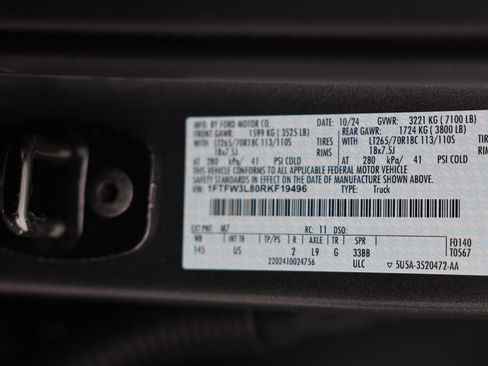 MFD. BY FORD MOTOR CO. DATE: 10/24 GVWR: 3221 KG (7100 LB)
FRONT GAWR: 1599 KG (3525 LB) REAR GAWR: 1724 KG (3800 LB)
WITH LT265/70R18C 113/110S TIRES WITH LT265/70R18C 113/110S
18x7.5J RIMS 18x7.5J
AT 280 kPa/ 41 PSI COLD AT 280 kPa/ 41 PSI COLD
THIS VEHICLE CONFORMS TO ALL APPLICABLE FEDERAL MOTOR VEHICLE
SAFETY STANDARDS IN EFFECT ON THE DATE OF MANUFACTURE SHOWN ABOVE.
VIN: 1FTFW3L80RKF19496 TYPE: Truck
EXT PNT: M7 RC: 11 DSO: F0140
WB INT TR TP/PS R AXLE TR SPR T0567
145 US 2 L9 G 33BB
2202410024756 ULC 5U5A-3520472-AA